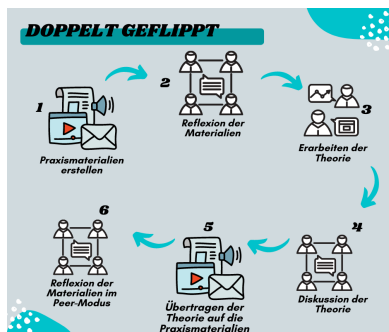 DOPPELT GEFLIPPT
1
Praxismaterialien
erstellen
2
Reflexion der
Materialien
3
Erarbeiten der
Theorie
4
Diskussion der
Theorie
5
Übertragen der
Theorie auf die
Praxismaterialien
6
Reflexion der
Materialien im
Peer-Modus